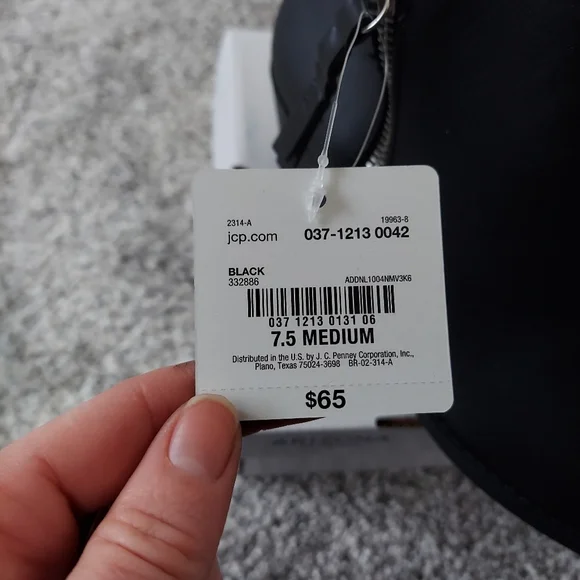 2314-A 19963-8
jcp.com 037-1213 0042
BLACK
332886 ADDNL1004NMV3K6
037 1213 0131 06
7.5 MEDIUM
Distributed in the U.S. by J. C. Penney Corporation, Inc.,
Plano, Texas 75024-3698 BR-02-314-A
$65